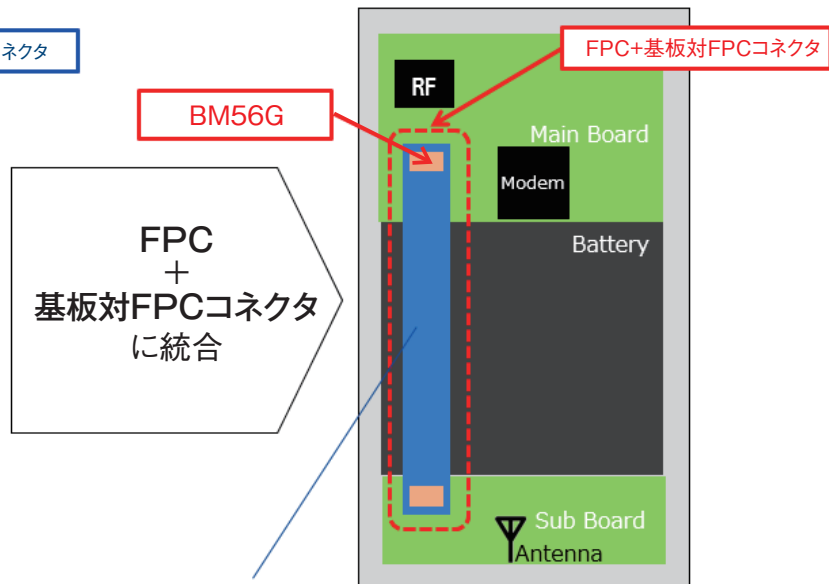 ネクタ
FPC+基板対FPCコネクタ
RF
BM56G
Main Board
Modem
FPC
+
基板対FPCコネクタ
に統合
Battery
Sub Board
Antenna